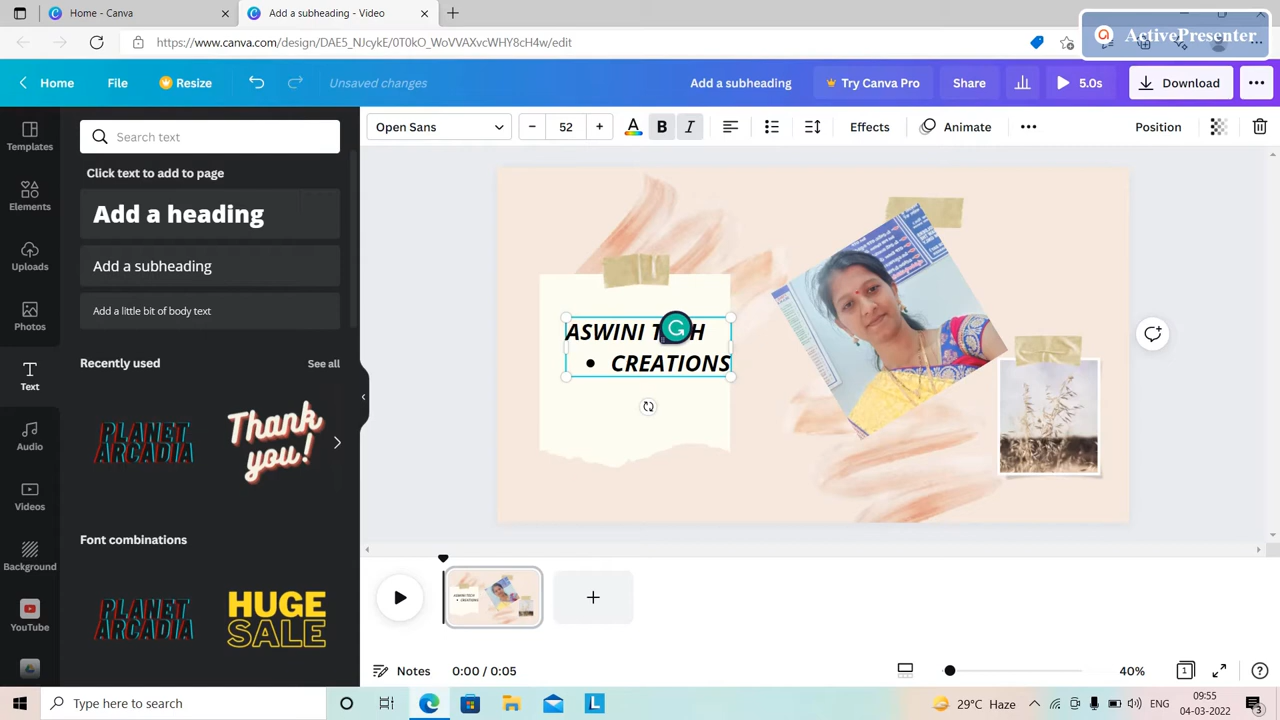 Home - Canva
Add a subheading - Video
ActivePresenter
https://www.canva.com/design/DAE5_NJcykE/0T0kO_WoVVAXvcWHY8cH4w/edit
Home
File
Resize
Unsaved changes
Add a subheading
Try Canva Pro
Share
5.0s
Download
Templates
Elements
Uploads
Photos
Text
Audio
Videos
Background
YouTube
Search text
Click text to add to page
Add a heading
Add a subheading
Add a little bit of body text
Recently used
See all
PLANET
ARCADIA
Thank
you!
Font combinations
PLANET
ARCADIA
HUGE
SALE
Open Sans
52
A
B
I
Effects
Animate
Position
ASWINI
• CREATIONS
Notes
0:00 / 0:05
40%
1
Type here to search
L
29°C Haze
09:55
04-03-2022
3